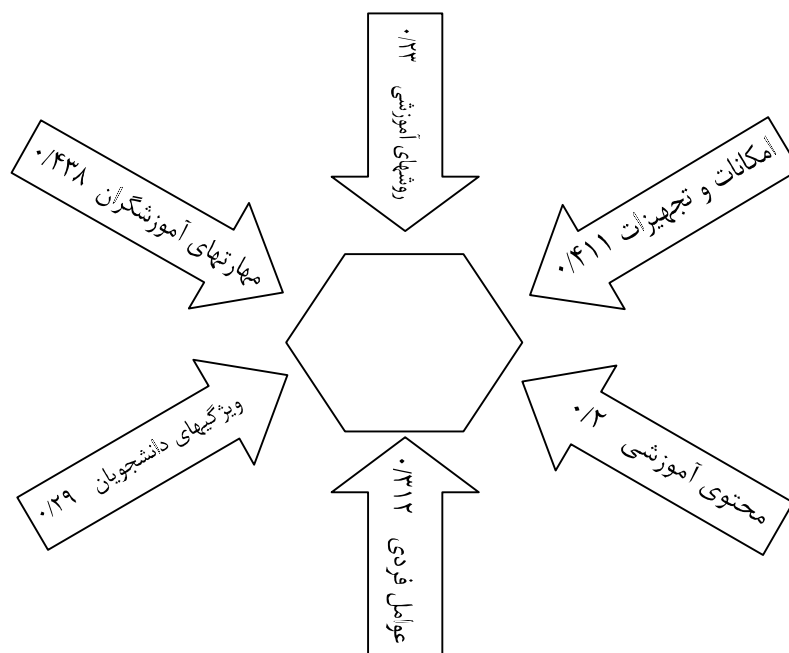 روشهای آموزشی ۰/۲۳
امکانات و تجهیزات ۰/۴۱۱
مهارتهای آموزشگران ۰/۴۳۸
محتوی آموزشی ۰/۲
ویژگیهای دانشجویان ۰/۲۹
عوامل فردی ۰/۳۱۲